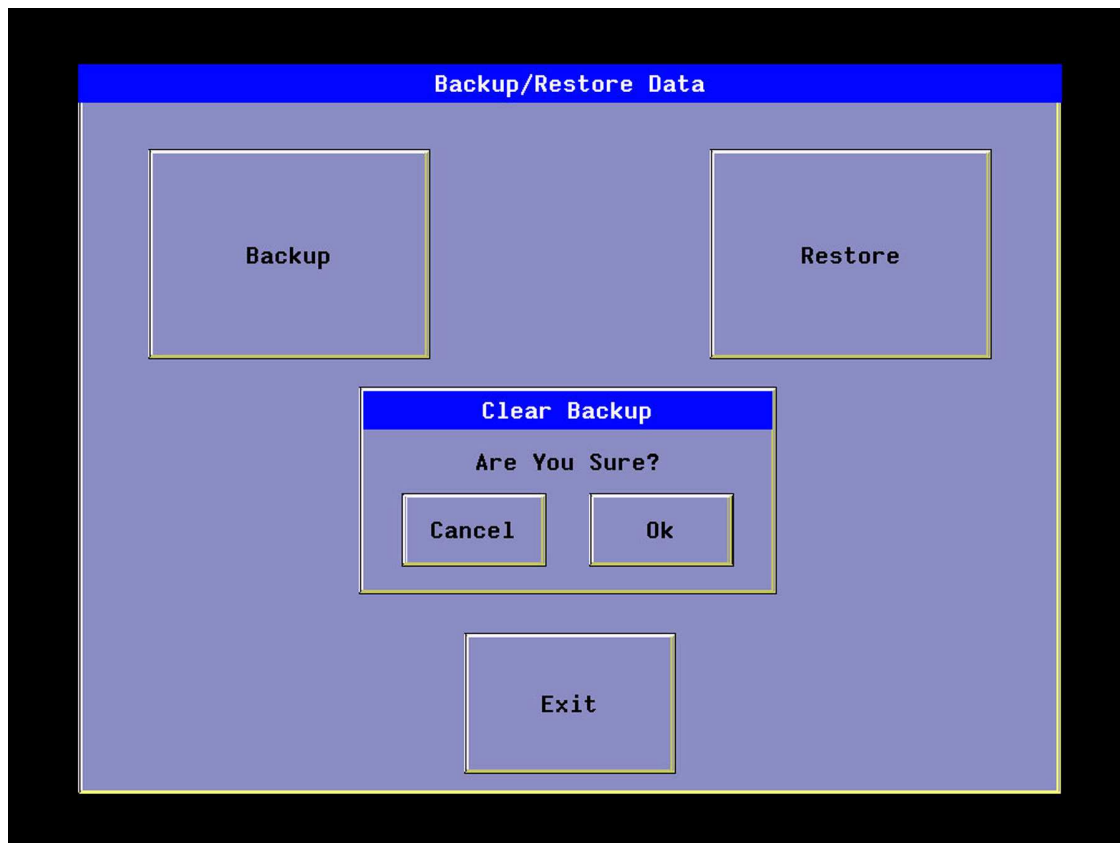 Backup/Restore Data
Backup
Restore
Clear Backup
Are You Sure?
Cancel
Ok
Exit